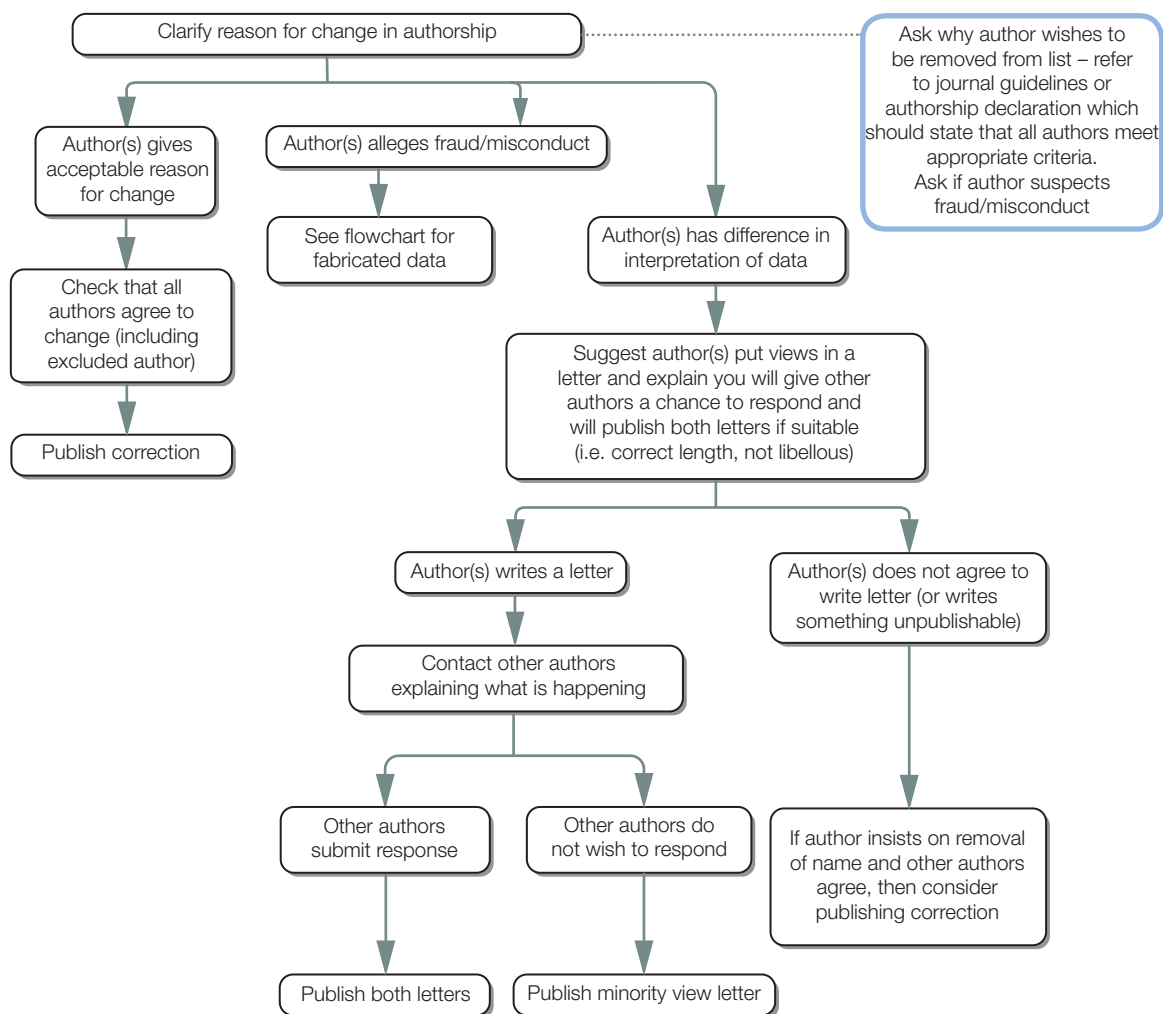 Clarify reason for change in authorship
Ask why author wishes to
be removed from list – refer
to journal guidelines or
authorship declaration which
should state that all authors meet
appropriate criteria.
Ask if author suspects
fraud/misconduct
Author(s) gives
acceptable reason
for change
Author(s) alleges fraud/misconduct
See flowchart for
fabricated data
Author(s) has difference in
interpretation of data
Check that all
authors agree to
change (including
excluded author)
Publish correction
Suggest author(s) put views in a
letter and explain you will give other
authors a chance to respond and
will publish both letters if suitable
(i.e. correct length, not libellous)
Author(s) writes a letter
Author(s) does not agree to
write letter (or writes
something unpublishable)
Contact other authors
explaining what is happening
Other authors
submit response
Other authors do
not wish to respond
If author insists on removal
of name and other authors
agree, then consider
publishing correction
Publish both letters
Publish minority view letter